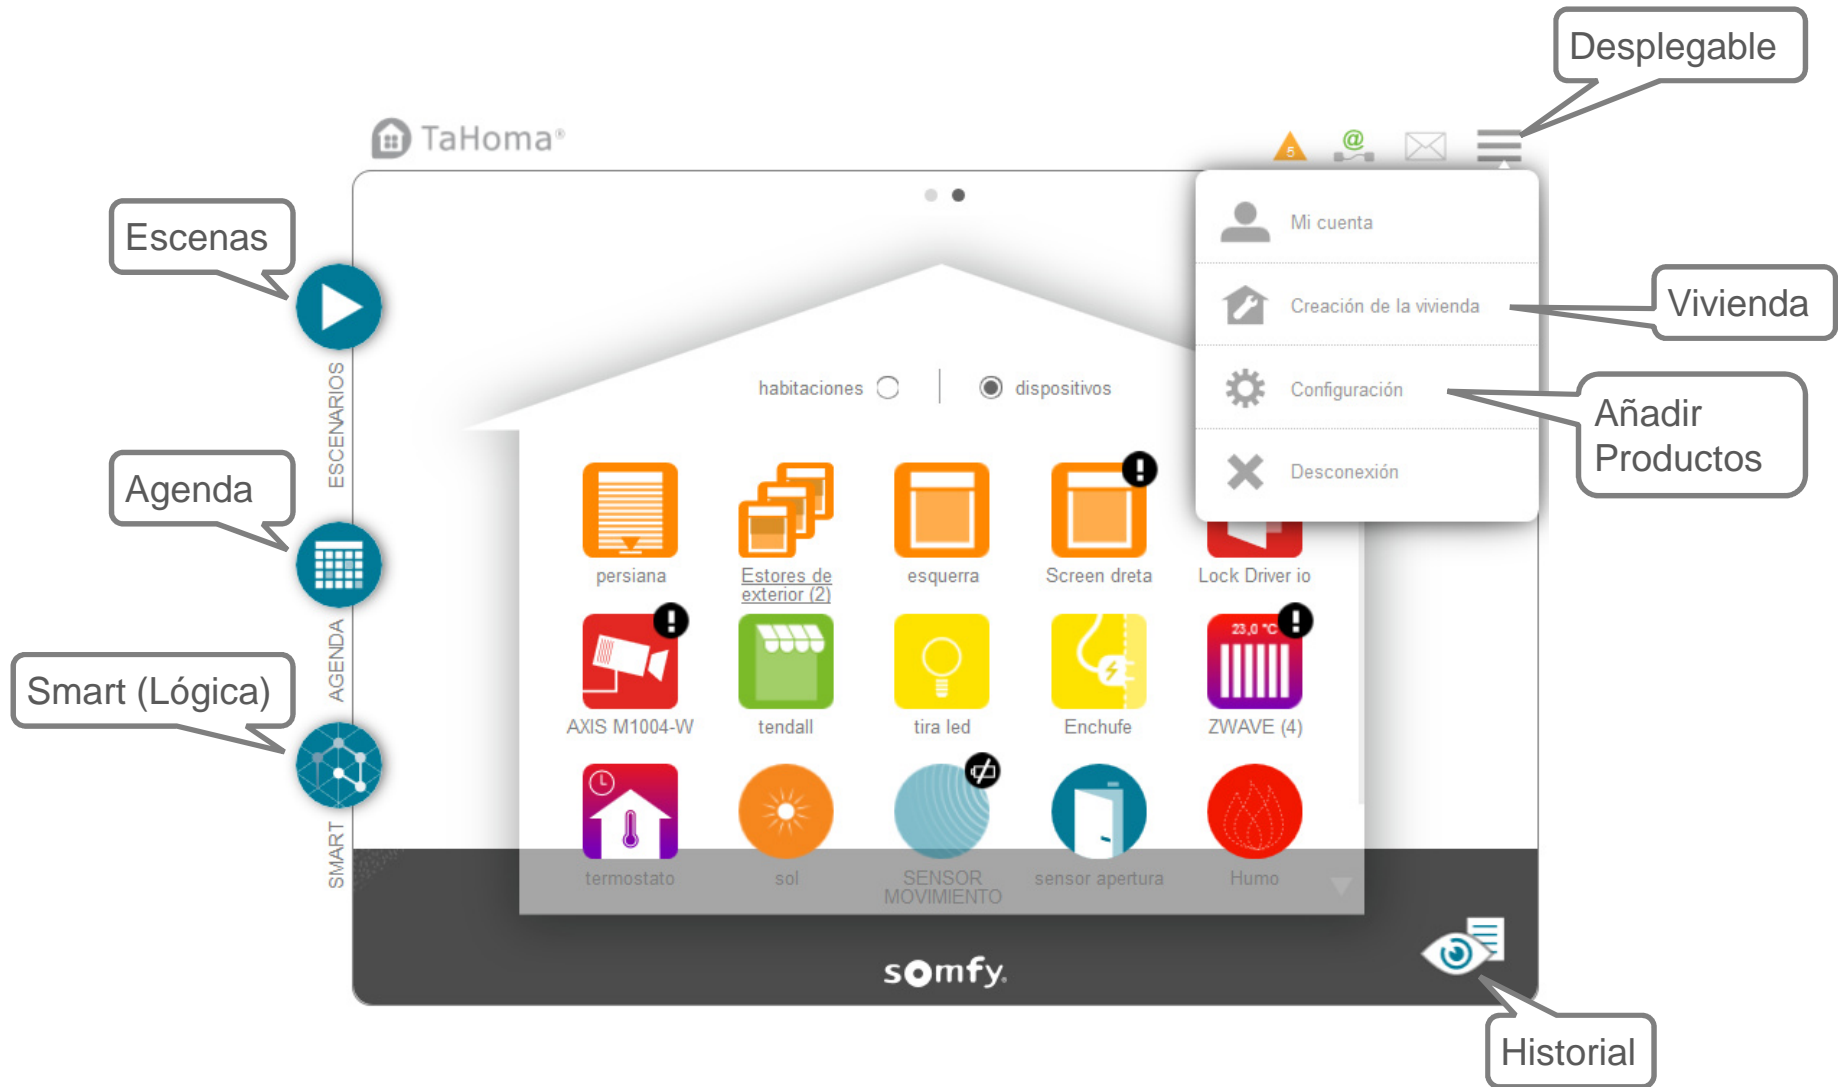 Desplegable
TaHoma®
5
@
Escenas
Mi cuenta
Creación de la vivienda
Vivienda
habitaciones
dispositivos
Configuración
Añadir
Productos
ESCENARIOS
Desconexión
Agenda
persiana
Estores de
exterior (2)
esquerra
Screen dreta
Lock Driver io
AGENDA
23,0 °C
Smart (Lógica)
AXIS M1004-W
tendall
tira led
Enchufe
ZWAVE (4)
SMART
termostato
sol
SENSOR
MOVIMIENTO
sensor apertura
Humo
somfy.
Historial